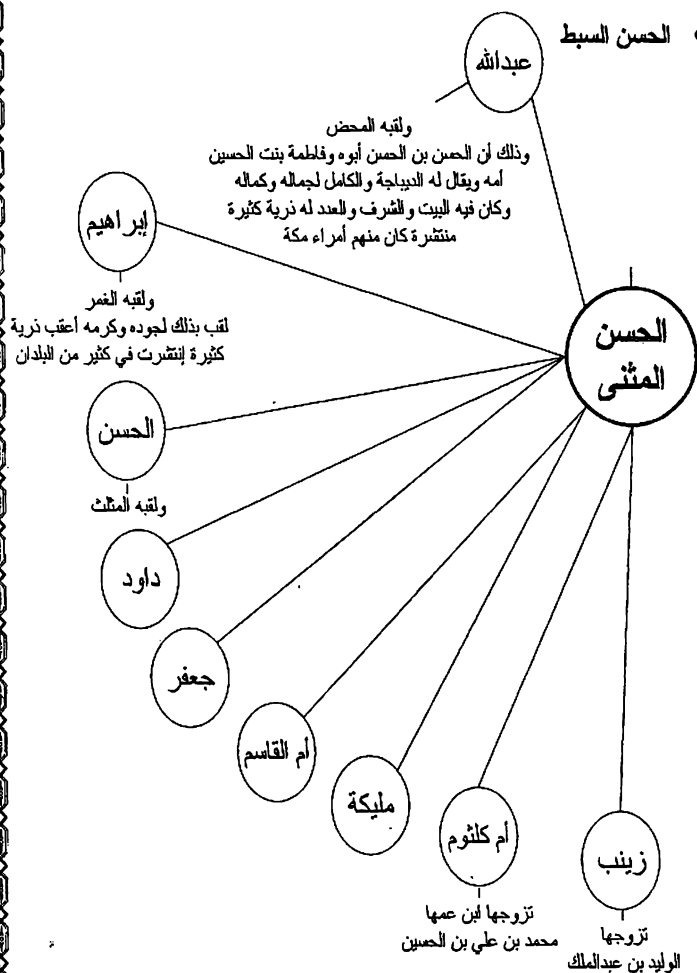 الحسن السبط
عبدالله
ولقبه المحض
وذلك أن الحسن بن الحسن أبوه وفاطمة بنت الحسين
أمه ويقال له الديباجة والكامل لجماله وكماله
وكان فيه البيت والشرف والعدد له ذرية كثيرة
منتشرة كان منهم أمراء مكة
إبراهيم
ولقبه الغمر
لقب بذلك لجوده وكرمه أعقب ذرية
كثيرة إنتشرت في كثير من البلدان
الحسن
المثنى
الحسن
ولقبه المثلث
داود
جعفر
أم القاسم
مليكة
أم كلثوم
تزوجها ابن عمها
محمد بن علي بن الحسين
زينب
تزوجها
الوليد بن عبدالملك